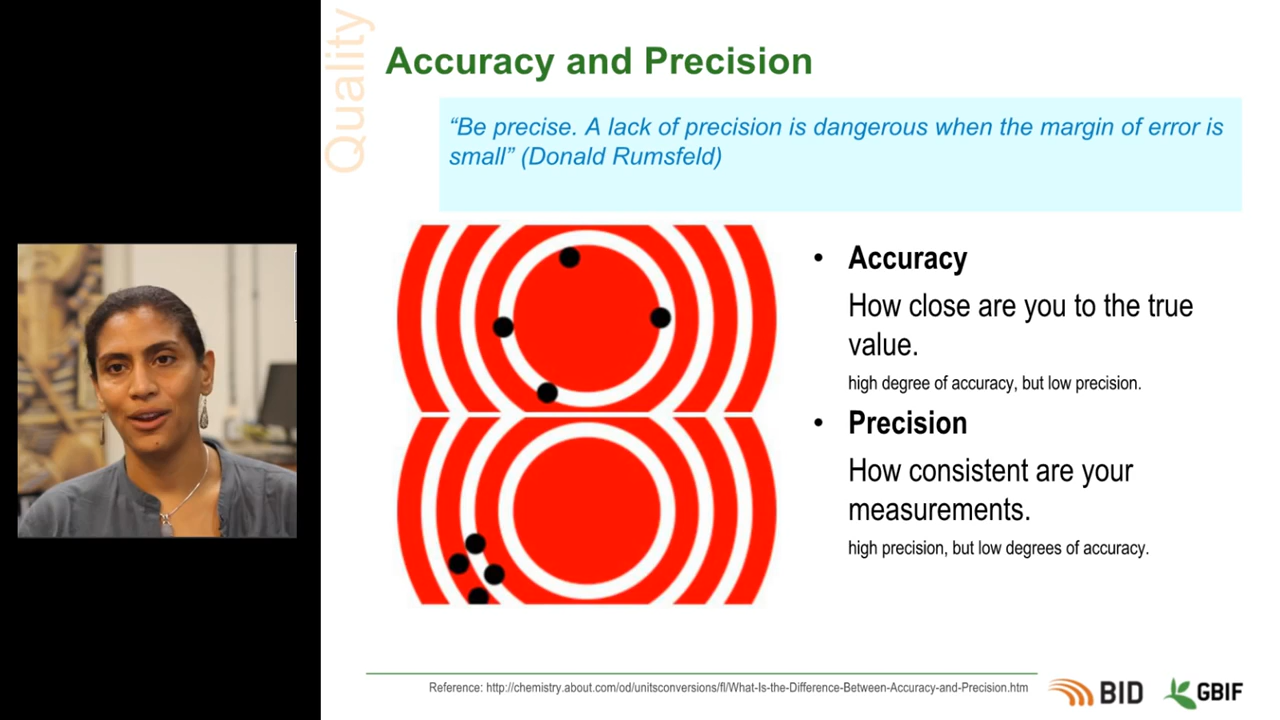 Quality
Accuracy and Precision
“Be precise. A lack of precision is dangerous when the margin of error is
small” (Donald Rumsfeld)
• Accuracy
How close are you to the true
value.
high degree of accuracy, but low precision.
• Precision
How consistent are your
measurements.
high precision, but low degrees of accuracy.
Reference: http://chemistry.about.com/od/unitsconversions/fl/What-Is-the-Difference-Between-Accuracy-and-Precision.htm
BID
GBIF